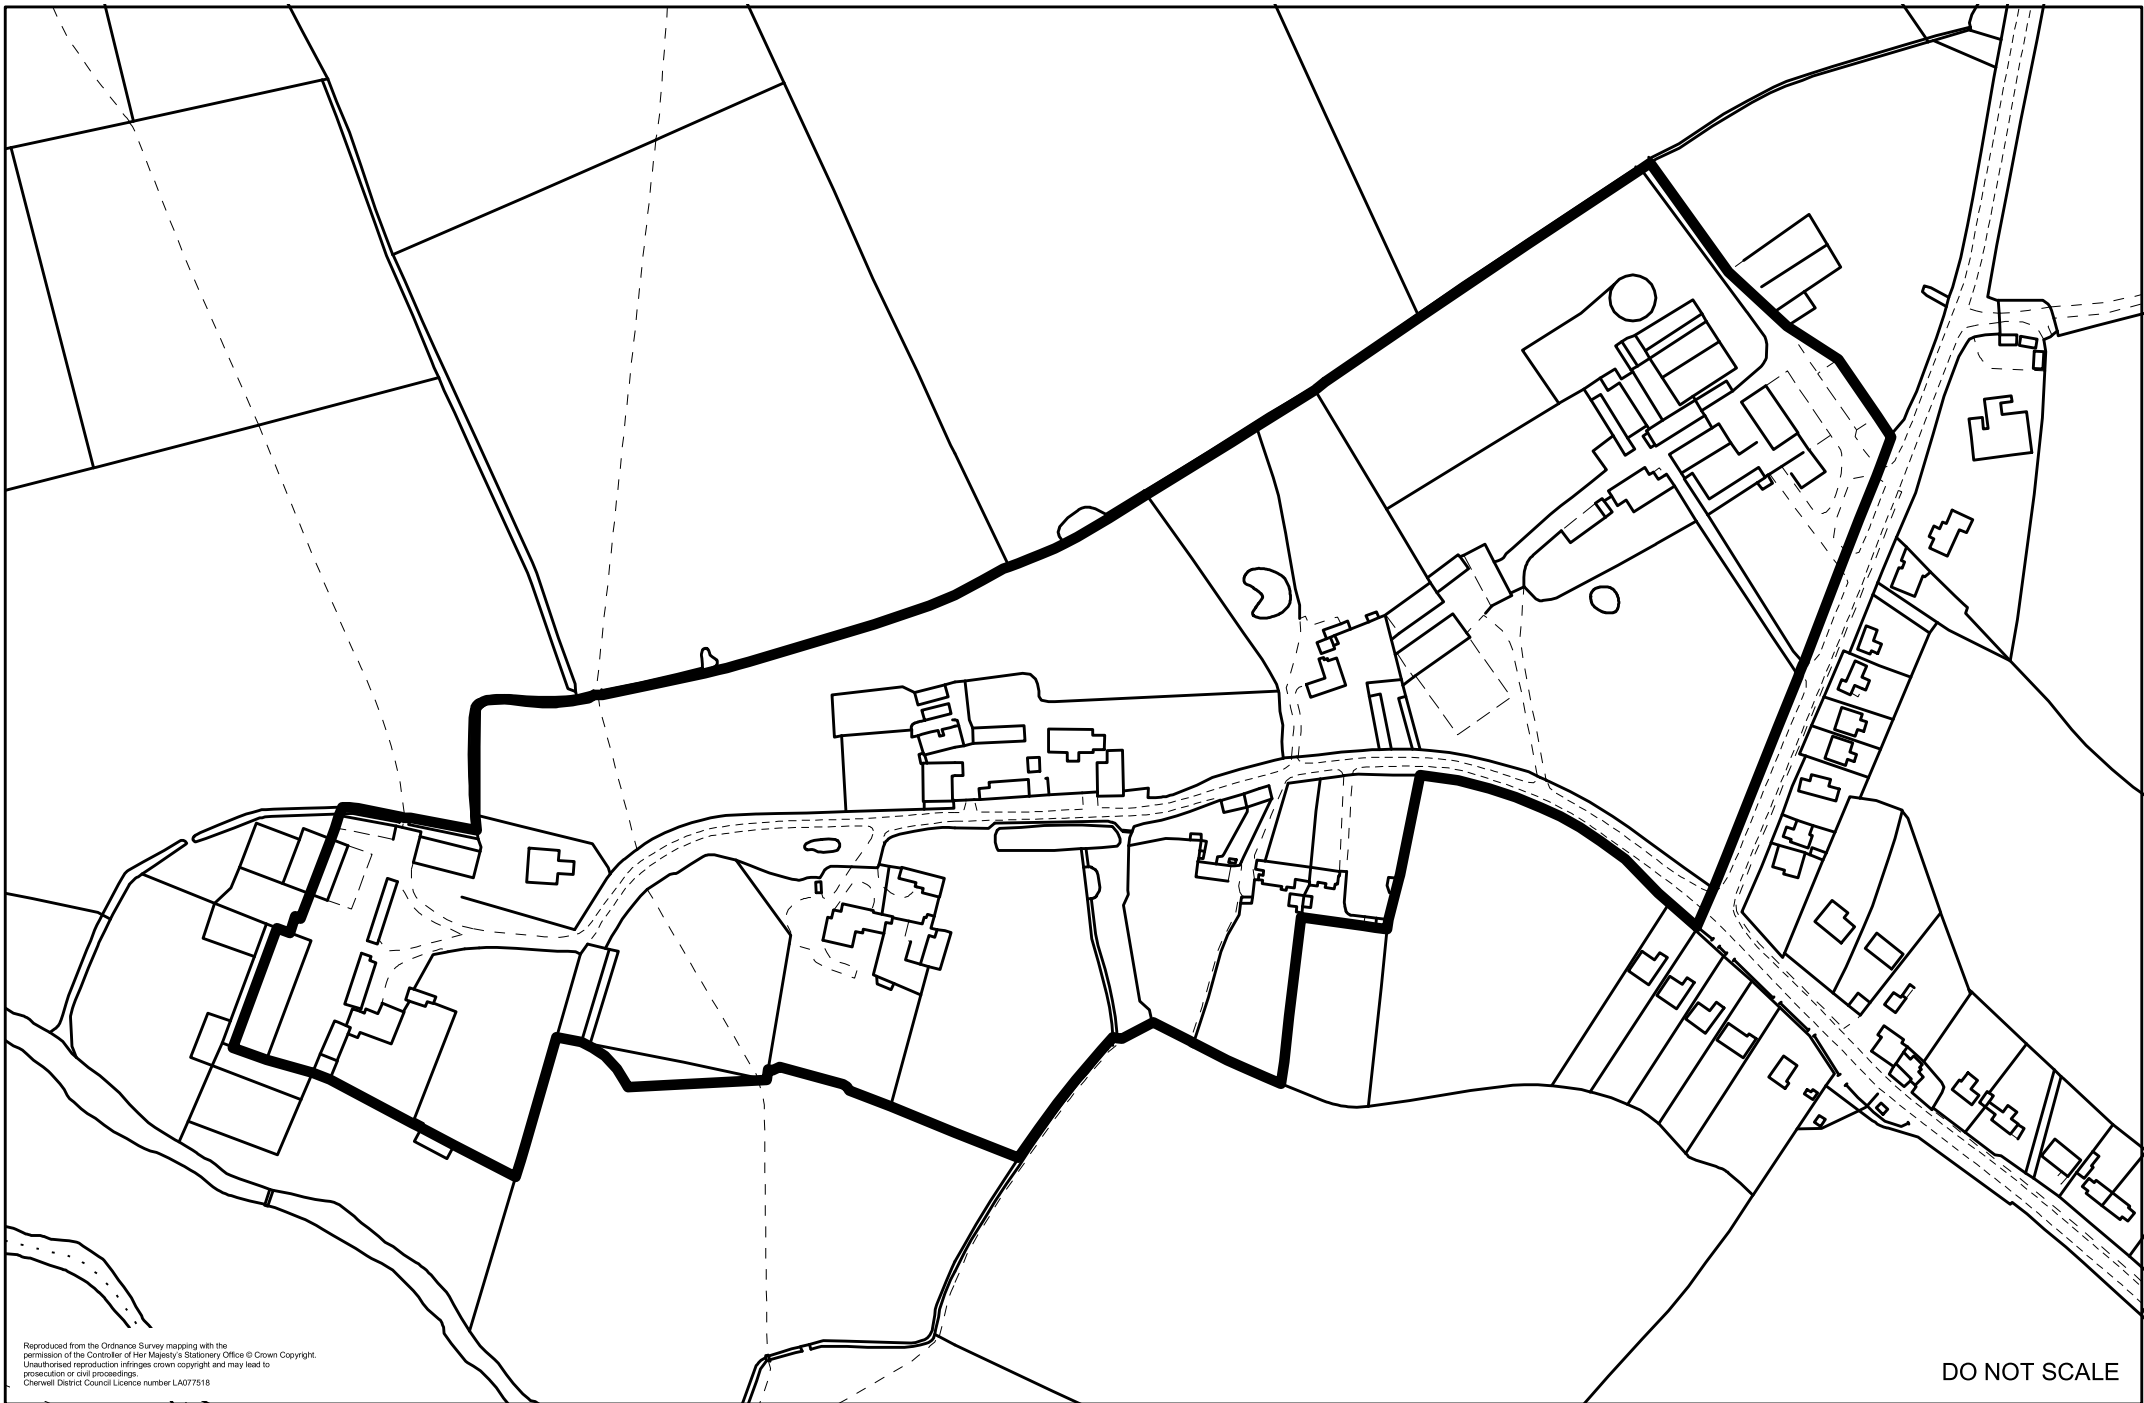 Reproduced from the Ordnance Survey mapping with the
permission of the Controller of Her Majesty's Stationery Office © Crown Copyright.
Unauthorised reproduction infringes crown copyright and may lead to
prosecution or civil proceedings.
Cherwell District Council Licence number LA077518
DO NOT SCALE